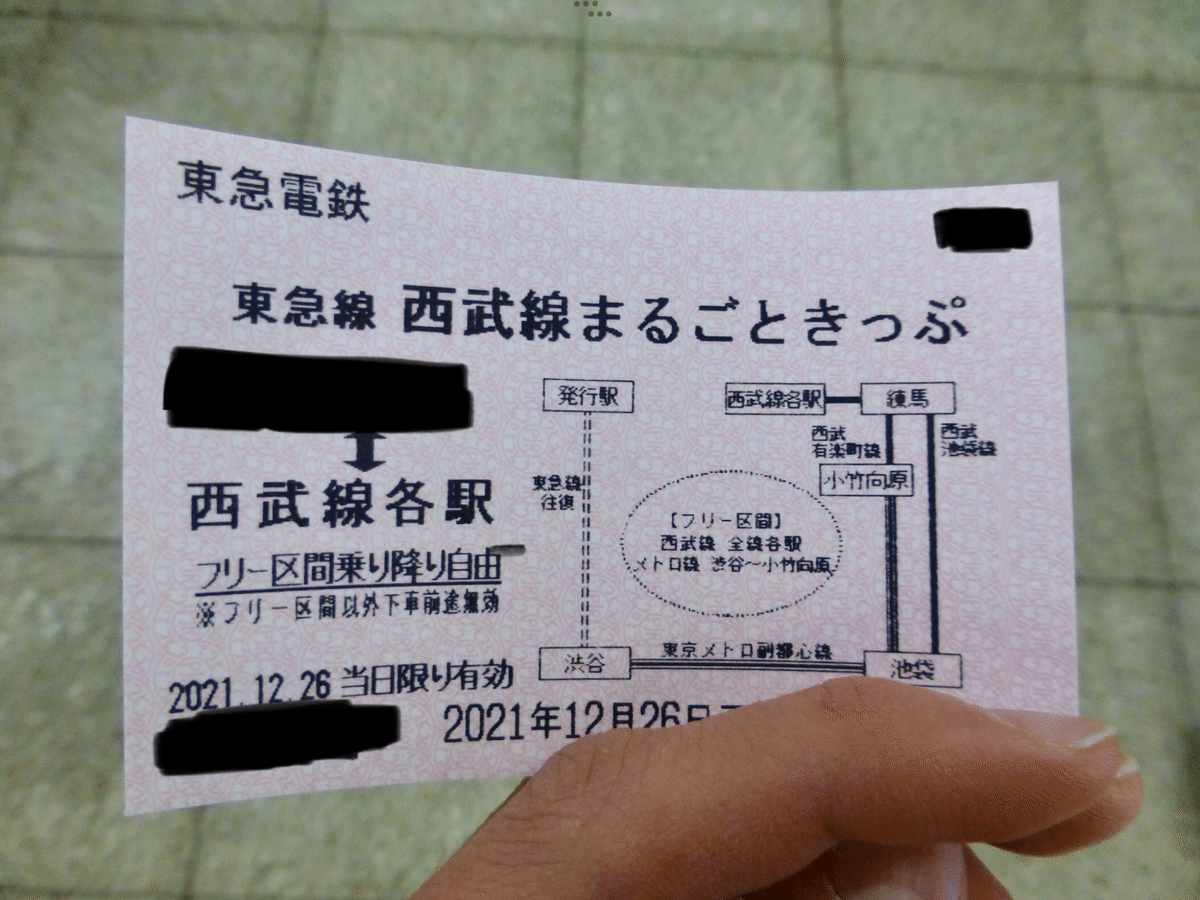 東急電鉄
東急線 西武線まるごときっぷ
西武線各駅
フリー区間乗り降り自由
※フリー区間以外下車前途無効
2021.12.26 当日限り有効
2021年12月26日
発行駅
東急線
往復
渋谷
東京メトロ副都心線
池袋
西武線各駅
練馬
西武
有楽町線
西武
池袋線
小竹向原
【フリー区間】
西武線 全線各駅
メトロ線 渋谷~小竹向原